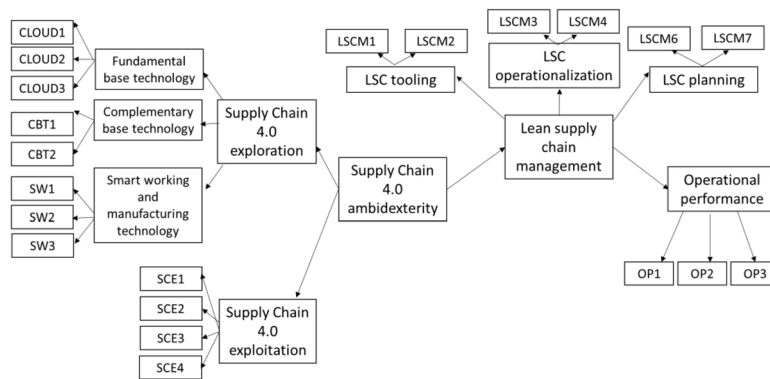 CLOUD1
CLOUD2
CLOUD3
Fundamental
base technology
CBT1
CBT2
Complementary
base technology
SW1
SW2
SW3
Smart working
and
manufacturing
technology
Supply Chain
4.0
exploration
SCE1
SCE2
SCE3
SCE4
Supply Chain
4.0
exploitation
Supply Chain
4.0
ambidexterity
LSCM1
LSCM2
LSC tooling
LSCM3
LSCM4
LSC
operationalization
LSCM6
LSCM7
LSC planning
Lean supply
chain
management
Operational
performance
OP1
OP2
OP3